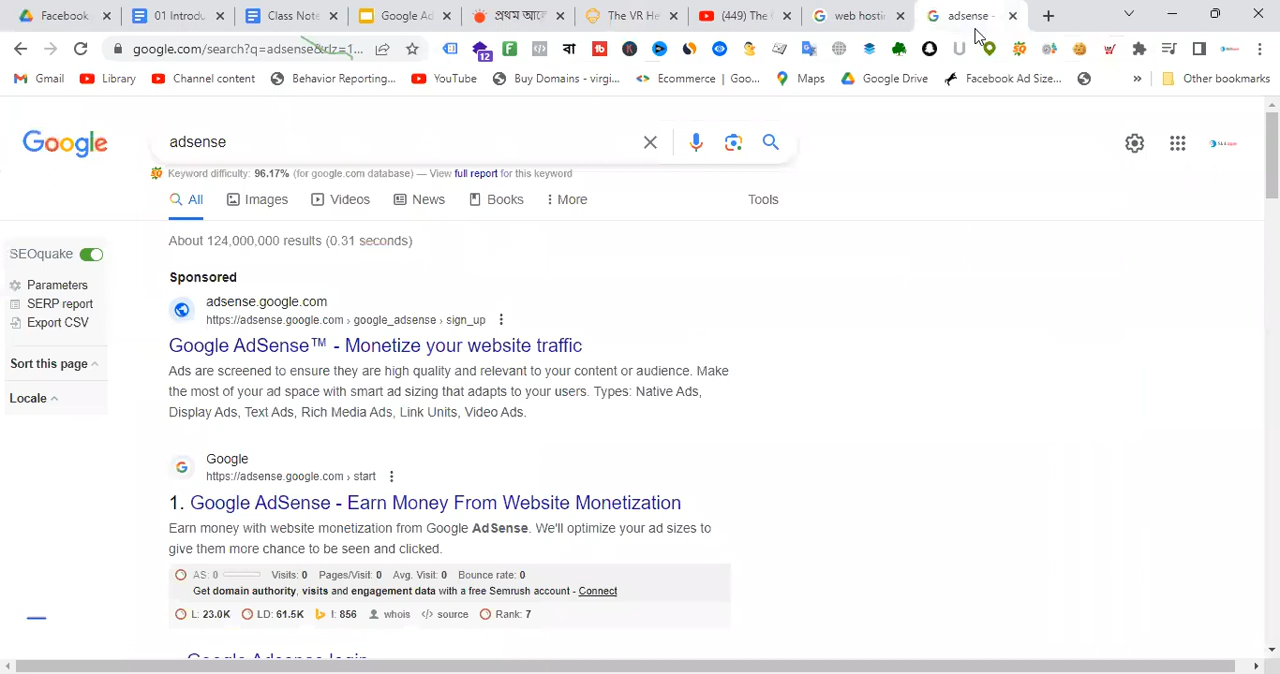 Facebook
01 Introdu
Class Note
Google Ad
প্রথম আলো
The VR He
(449) The
web hostin
adsense -
google.com/search?q=adsense&rlz=1...
12
বাং
Gmail
Library
Channel content
Behavior Reporting...
YouTube
Buy Domains - virgi...
Ecommerce | Goo...
Maps
Google Drive
Facebook Ad Size...
»
Other bookmarks
Google
adsense
Keyword difficulty: 96.17% (for google.com database) — View full report for this keyword
All
Images
Videos
News
Books
More
Tools
About 124,000,000 results (0.31 seconds)
SEOquake
Parameters
SERP report
Export CSV
Sort this page
Locale
Sponsored
adsense.google.com
https://adsense.google.com › google_adsense › sign_up
Google AdSense™ - Monetize your website traffic
Ads are screened to ensure they are high quality and relevant to your content or audience. Make
the most of your ad space with smart ad sizing that adapts to your users. Types: Native Ads,
Display Ads, Text Ads, Rich Media Ads, Link Units, Video Ads.
Google
https://adsense.google.com › start
1. Google AdSense - Earn Money From Website Monetization
Earn money with website monetization from Google AdSense. We'll optimize your ad sizes to
give them more chance to be seen and clicked.
AS: 0 Visits: 0 Pages/Visit: 0 Avg. Visit: 0 Bounce rate: 0
Get domain authority, visits and engagement data with a free Semrush account - Connect
L: 23.0K LD: 61.5K I: 856 whois source Rank: 7
Google Adsense login